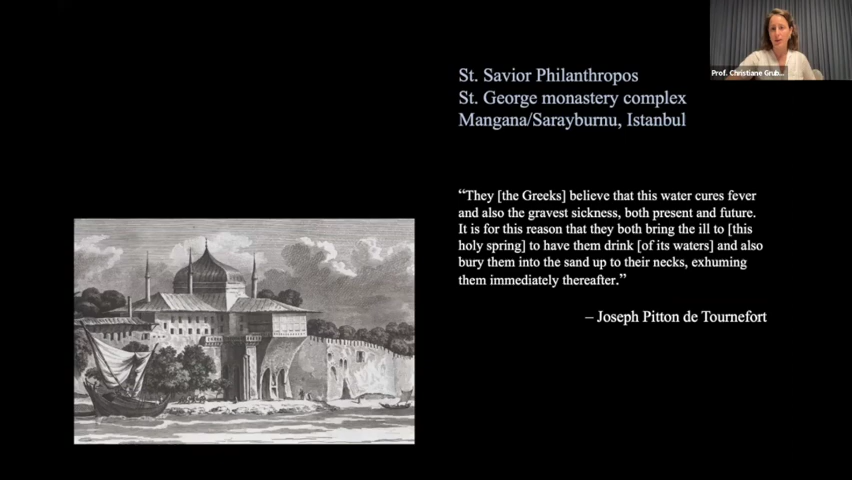 Prof. Christiane Grub...
St. Savior Philanthropos
St. George monastery complex
Mangana/Sarayburnu, Istanbul
“They [the Greeks] believe that this water cures fever
and also the gravest sickness, both present and future.
It is for this reason that they both bring the ill to [this
holy spring] to have them drink [of its waters] and also
bury them into the sand up to their necks, exhuming
them immediately thereafter.”
– Joseph Pitton de Tournefort